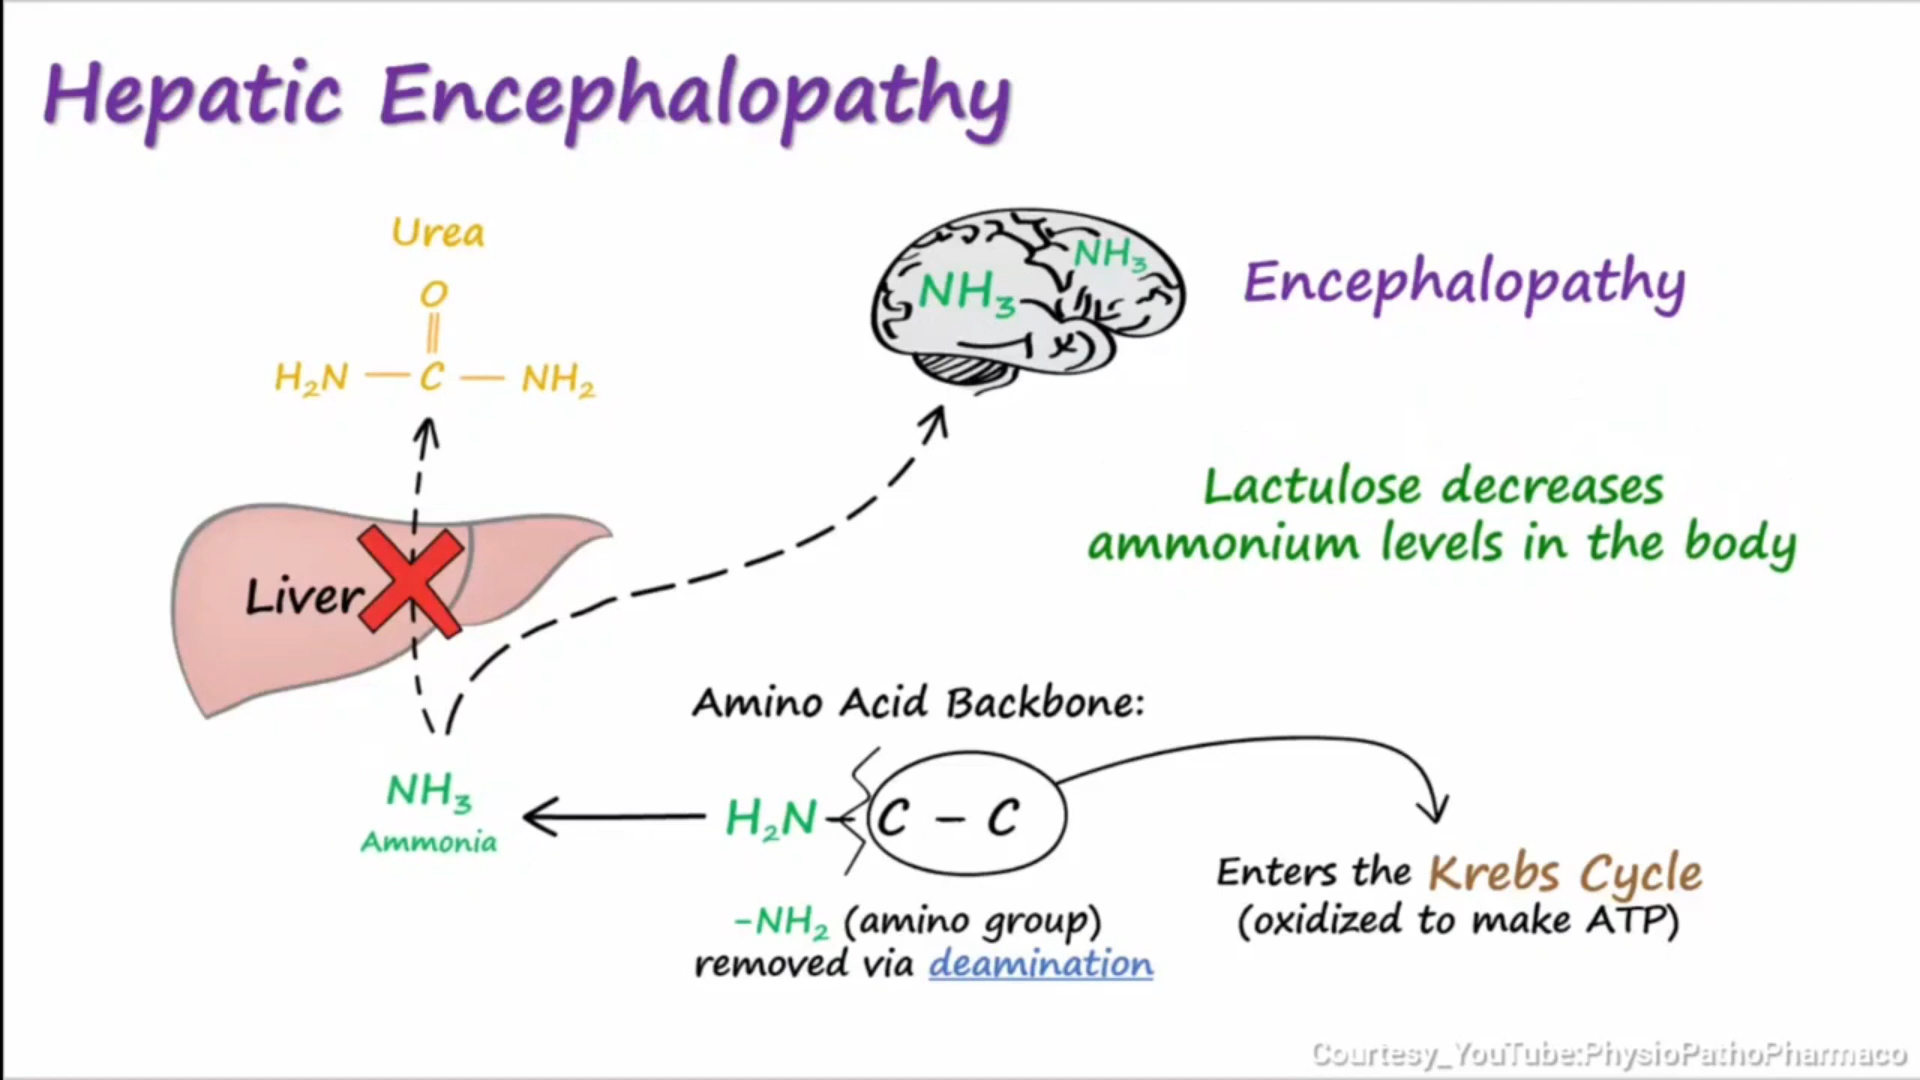 Hepatic Encephalopathy
Urea
O
H₂N — C — NH₂
NH₃
NH₃
Encephalopathy
Lactulose decreases
ammonium levels in the body
Liver
Amino Acid Backbone:
NH₃
Ammonia
H₂N – C – C
-NH₂ (amino group)
removed via deamination
Enters the Krebs Cycle
(oxidized to make ATP)
Courtesy_YouTube:PhysioPathoPharmaco